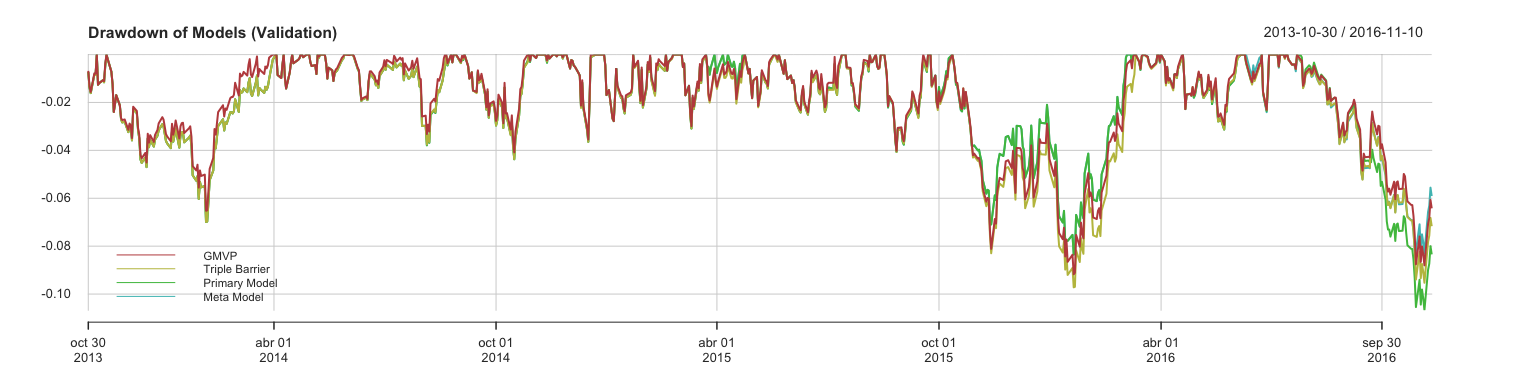 Drawdown of Models (Validation)
2013-10-30 / 2016-11-10
-0.02
-0.04
-0.06
-0.08
-0.10
GMVP
Triple Barrier
Primary Model
Meta Model
oct 30
2013
abr 01
2014
oct 01
2014
abr 01
2015
oct 01
2015
abr 01
2016
sep 30
2016